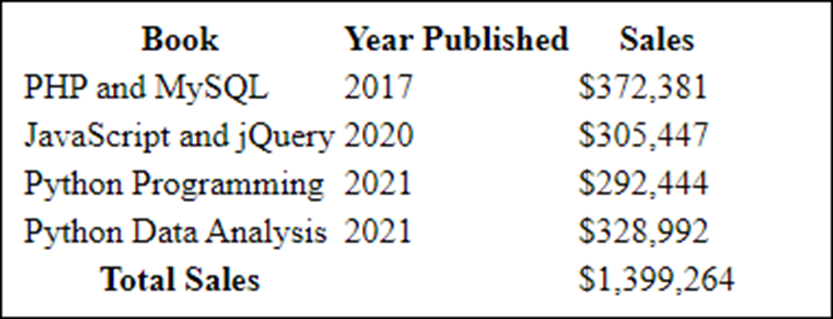 Book Year Published Sales
PHP and MySQL 2017 $372,381
JavaScript and jQuery 2020 $305,447
Python Programming 2021 $292,444
Python Data Analysis 2021 $328,992
Total Sales $1,399,264